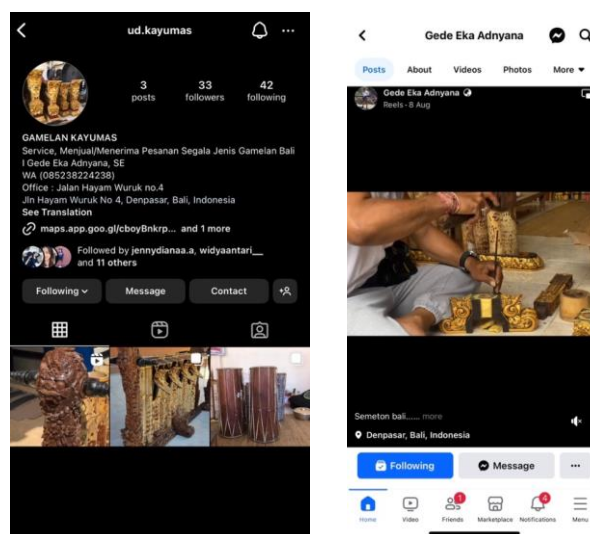 ud.kayumas
3 33 42
posts followers following
GAMELAN KAYUMAS
Service, Menjual/Menerima Pesanan Segala Jenis Gamelan Bali
I Gede Eka Adnyana, SE
WA (085238224238)
Office : Jalan Hayam Wuruk no.4
Jln Hayam Wuruk No 4, Denpasar, Bali, Indonesia
See Translation
maps.app.goo.gl/cboyBnkrp... and 1 more
Followed by jennydianaa.a, widyaantari__
and 11 others
Following Message Contact
Gede Eka Adnyana
Posts About Videos Photos More
Gede Eka Adnyana
Reels · 8 Aug
Semeton bali...... more
Denpasar, Bali, Indonesia
Following Message
1 4
Home Video Friends Marketplace Notifications Menu